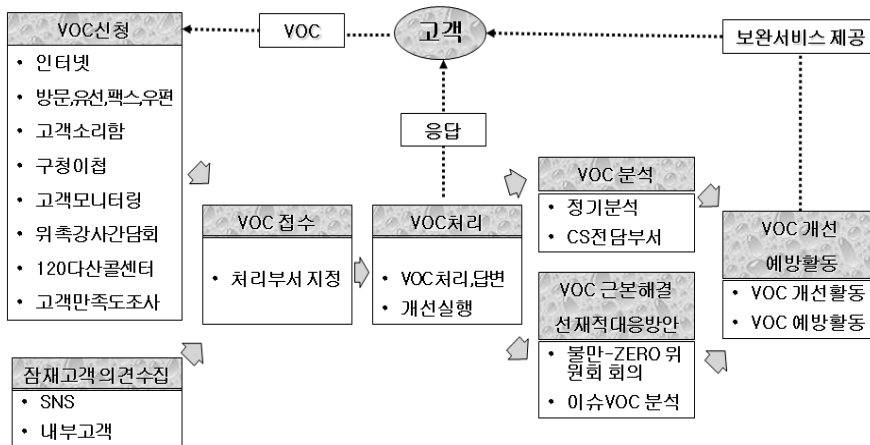 VOC신청
VOC
고객
보완서비스 제공
• 인터넷
• 방문,유선,팩스,우편
• 고객소리함
• 구청이첩
• 고객모니터링
• 위촉강사간담회
• 120다산콜센터
• 고객만족도조사
응답
VOC 접수
• 처리부서 지정
VOC처리
• VOC처리,답변
• 개선실행
VOC 분석
• 정기분석
• CS전담부서
VOC 근본해결
선재적대응방안
• 불만-ZERO 위
원회 회의
• 이슈VOC 분석
VOC 개선
예방활동
• VOC 개선활동
• VOC 예방활동
잠재고객 의견수집
• SNS
• 내부고객